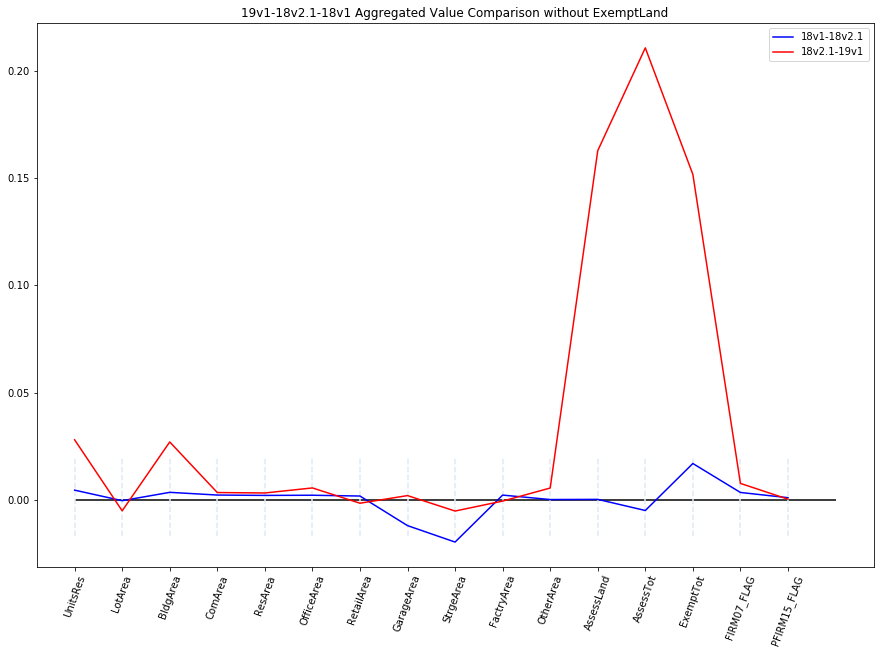 19v1-18v2.1-18v1 Aggregated Value Comparison without ExemptLand
18v1-18v2.1
18v2.1-19v1
0.20
0.15
0.10
0.05
0.00
UnitsRes
LotArea
BldgArea
ComArea
ResArea
OfficeArea
RetailArea
GarageArea
StrgeArea
FactryArea
OtherArea
AssessLand
AssessTot
ExemptTot
FIRM07_FLAG
PFIRM15_FLAG